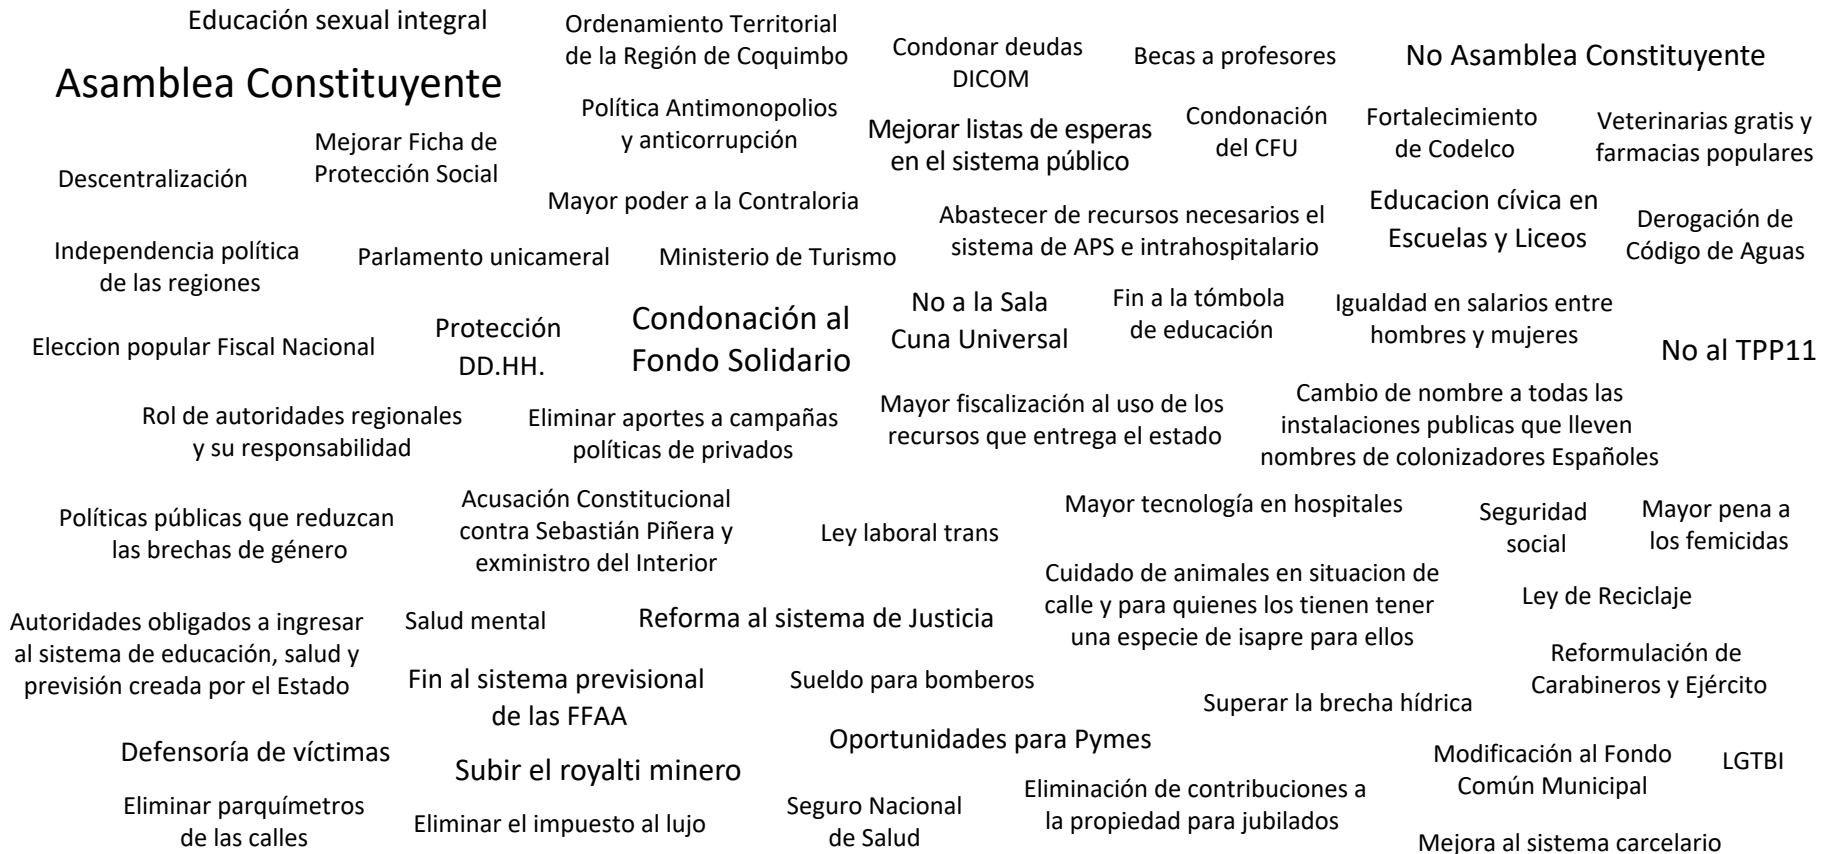 Educación sexual integral
Ordenamiento Territorial
de la Región de Coquimbo
Condonar deudas
DICOM
Becas a profesores
No Asamblea Constituyente
Asamblea Constituyente
Mejorar Ficha de
Protección Social
Política Antimonopolios
y anticorrupción
Mejorar listas de esperas
en el sistema público
Condonación
del CFU
Fortalecimiento
de Codelco
Veterinarias gratis y
farmacias populares
Descentralización
Mayor poder a la Contraloria
Abastecer de recursos necesarios el
sistema de APS e intrahospitalario
Educacion cívica en
Escuelas y Liceos
Derogación de
Código de Aguas
Independencia política
de las regiones
Parlamento unicameral
Ministerio de Turismo
Eleccion popular Fiscal Nacional
Protección
DD.HH.
Condonación al
Fondo Solidario
No a la Sala
Cuna Universal
Fin a la tómbola
de educación
Igualdad en salarios entre
hombres y mujeres
No al TPP11
Rol de autoridades regionales
y su responsabilidad
Eliminar aportes a campañas
políticas de privados
Mayor fiscalización al uso de los
recursos que entrega el estado
Cambio de nombre a todas las
instalaciones publicas que lleven
nombres de colonizadores Españoles
Políticas públicas que reduzcan
las brechas de género
Acusación Constitucional
contra Sebastián Piñera y
exministro del Interior
Ley laboral trans
Mayor tecnología en hospitales
Seguridad
social
Mayor pena a
los femicidas
Autoridades obligados a ingresar
al sistema de educación, salud y
previsión creada por el Estado
Salud mental
Reforma al sistema de Justicia
Cuidado de animales en situacion de
calle y para quienes los tienen tener
una especie de isapre para ellos
Ley de Reciclaje
Fin al sistema previsional
de las FFAA
Sueldo para bomberos
Superar la brecha hídrica
Reformulación de
Carabineros y Ejército
Defensoría de víctimas
Subir el royalti minero
Oportunidades para Pymes
Modificación al Fondo
Común Municipal
LGTBI
Eliminar parquímetros
de las calles
Eliminar el impuesto al lujo
Seguro Nacional
de Salud
Eliminación de contribuciones a
la propiedad para jubilados
Mejora al sistema carcelario